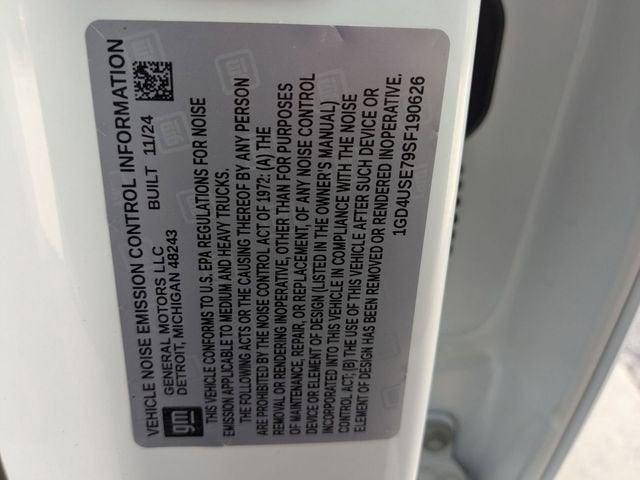 VEHICLE NOISE EMISSION CONTROL INFORMATION
gm
GENERAL MOTORS LLC BUILT 11/24
DETROIT, MICHIGAN 48243
THIS VEHICLE CONFORMS TO U.S. EPA REGULATIONS FOR NOISE
EMISSION APPLICABLE TO MEDIUM AND HEAVY TRUCKS.
THE FOLLOWING ACTS OR THE CAUSING THEREOF BY ANY PERSON
ARE PROHIBITED BY THE NOISE CONTROL ACT OF 1972: (A) THE
REMOVAL OR RENDERING INOPERATIVE, OTHER THAN FOR PURPOSES
OF MAINTENANCE, REPAIR, OR REPLACEMENT, OF ANY NOISE CONTROL
DEVICE OR ELEMENT OF DESIGN (LISTED IN THE OWNER'S MANUAL)
INCORPORATED INTO THIS VEHICLE IN COMPLIANCE WITH THE NOISE
CONTROL ACT; (B) THE USE OF THIS VEHICLE AFTER SUCH DEVICE OR
ELEMENT OF DESIGN HAS BEEN REMOVED OR RENDERED INOPERATIVE.
1GD4USE79SF190626